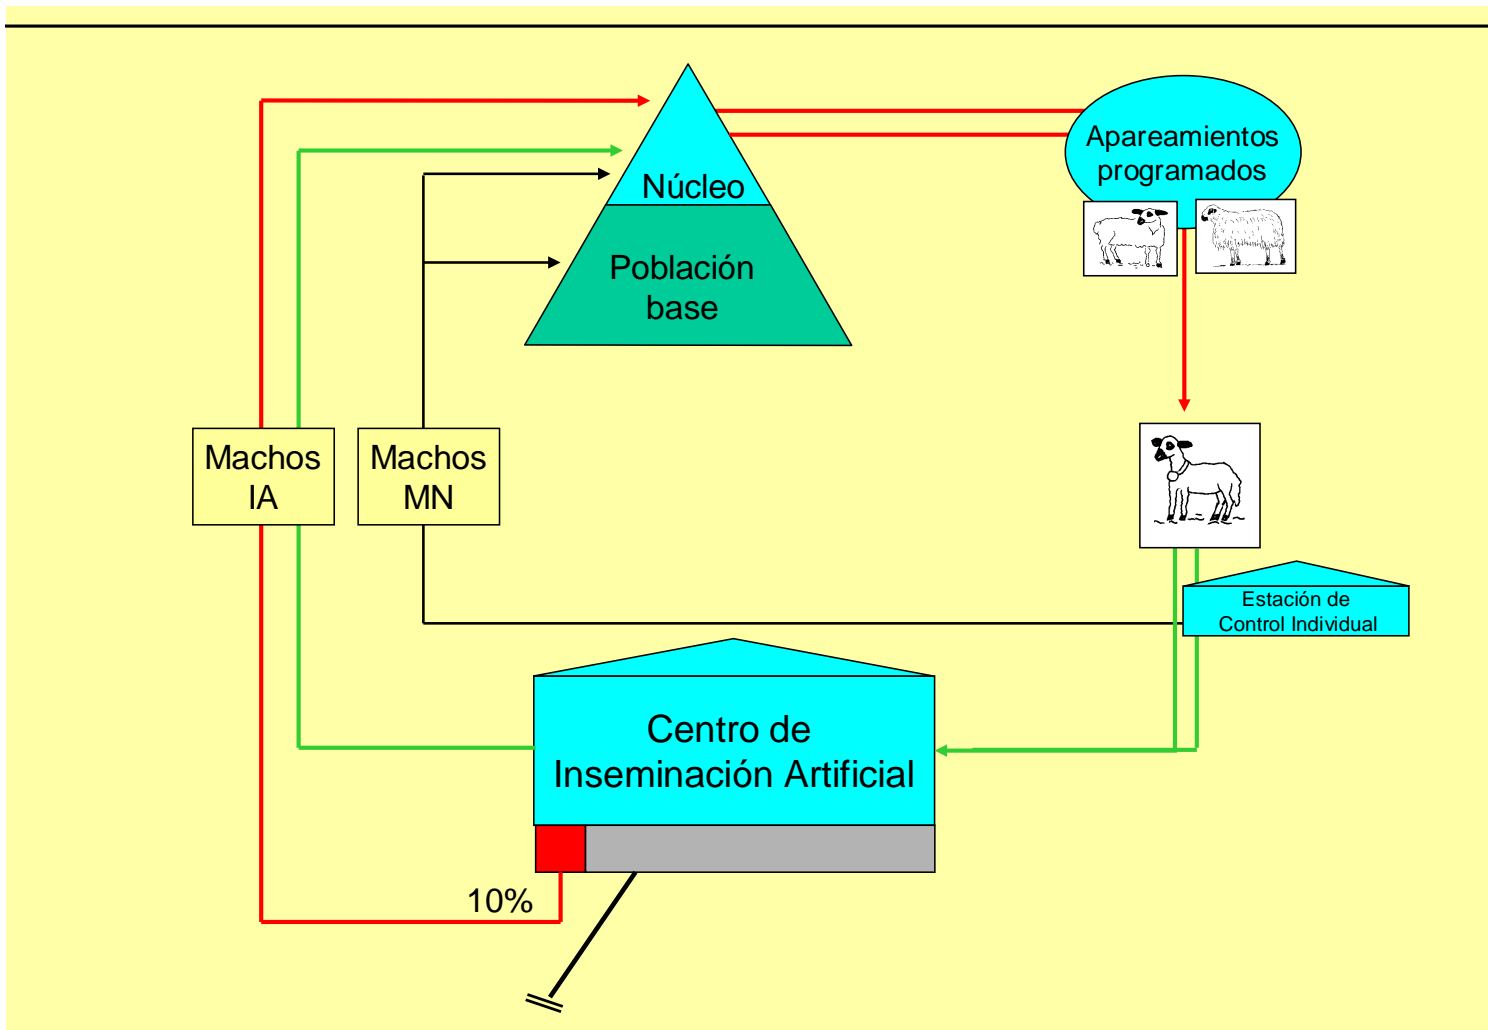 Apareamientos
programados
Núcleo
Población
base
Machos
IA
Machos
MN
Estación de
Control Individual
Centro de
Inseminación Artificial
10%